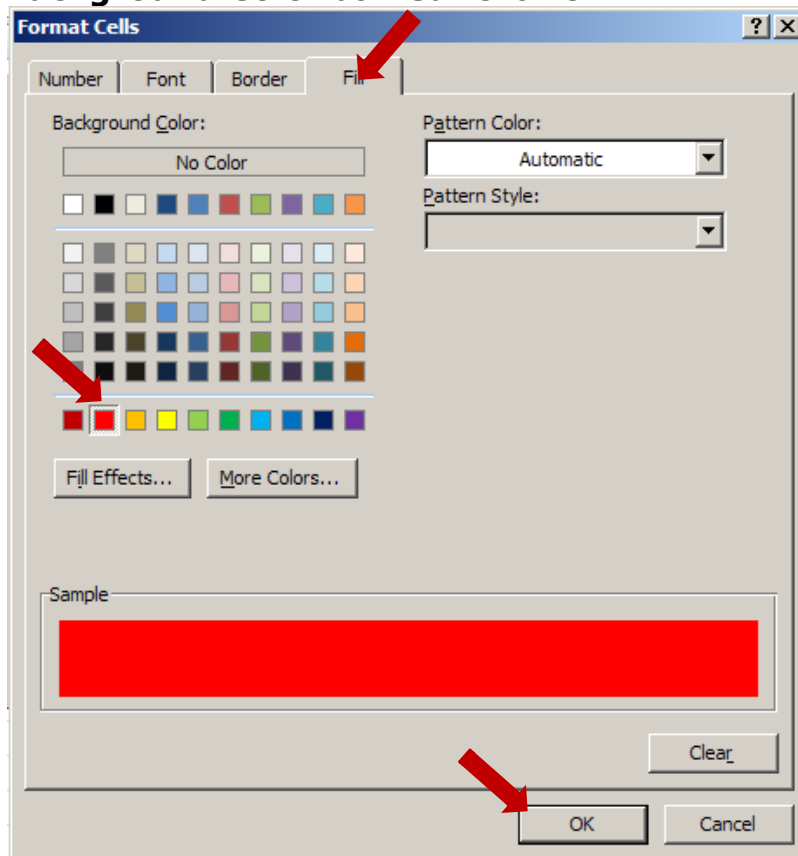 Format Cells
Number Font Border
Background Color:
No Color
Pattern Color:
Automatic
Pattern Style:
Fill Effects... More Colors...
Sample
Clear
OK Cancel